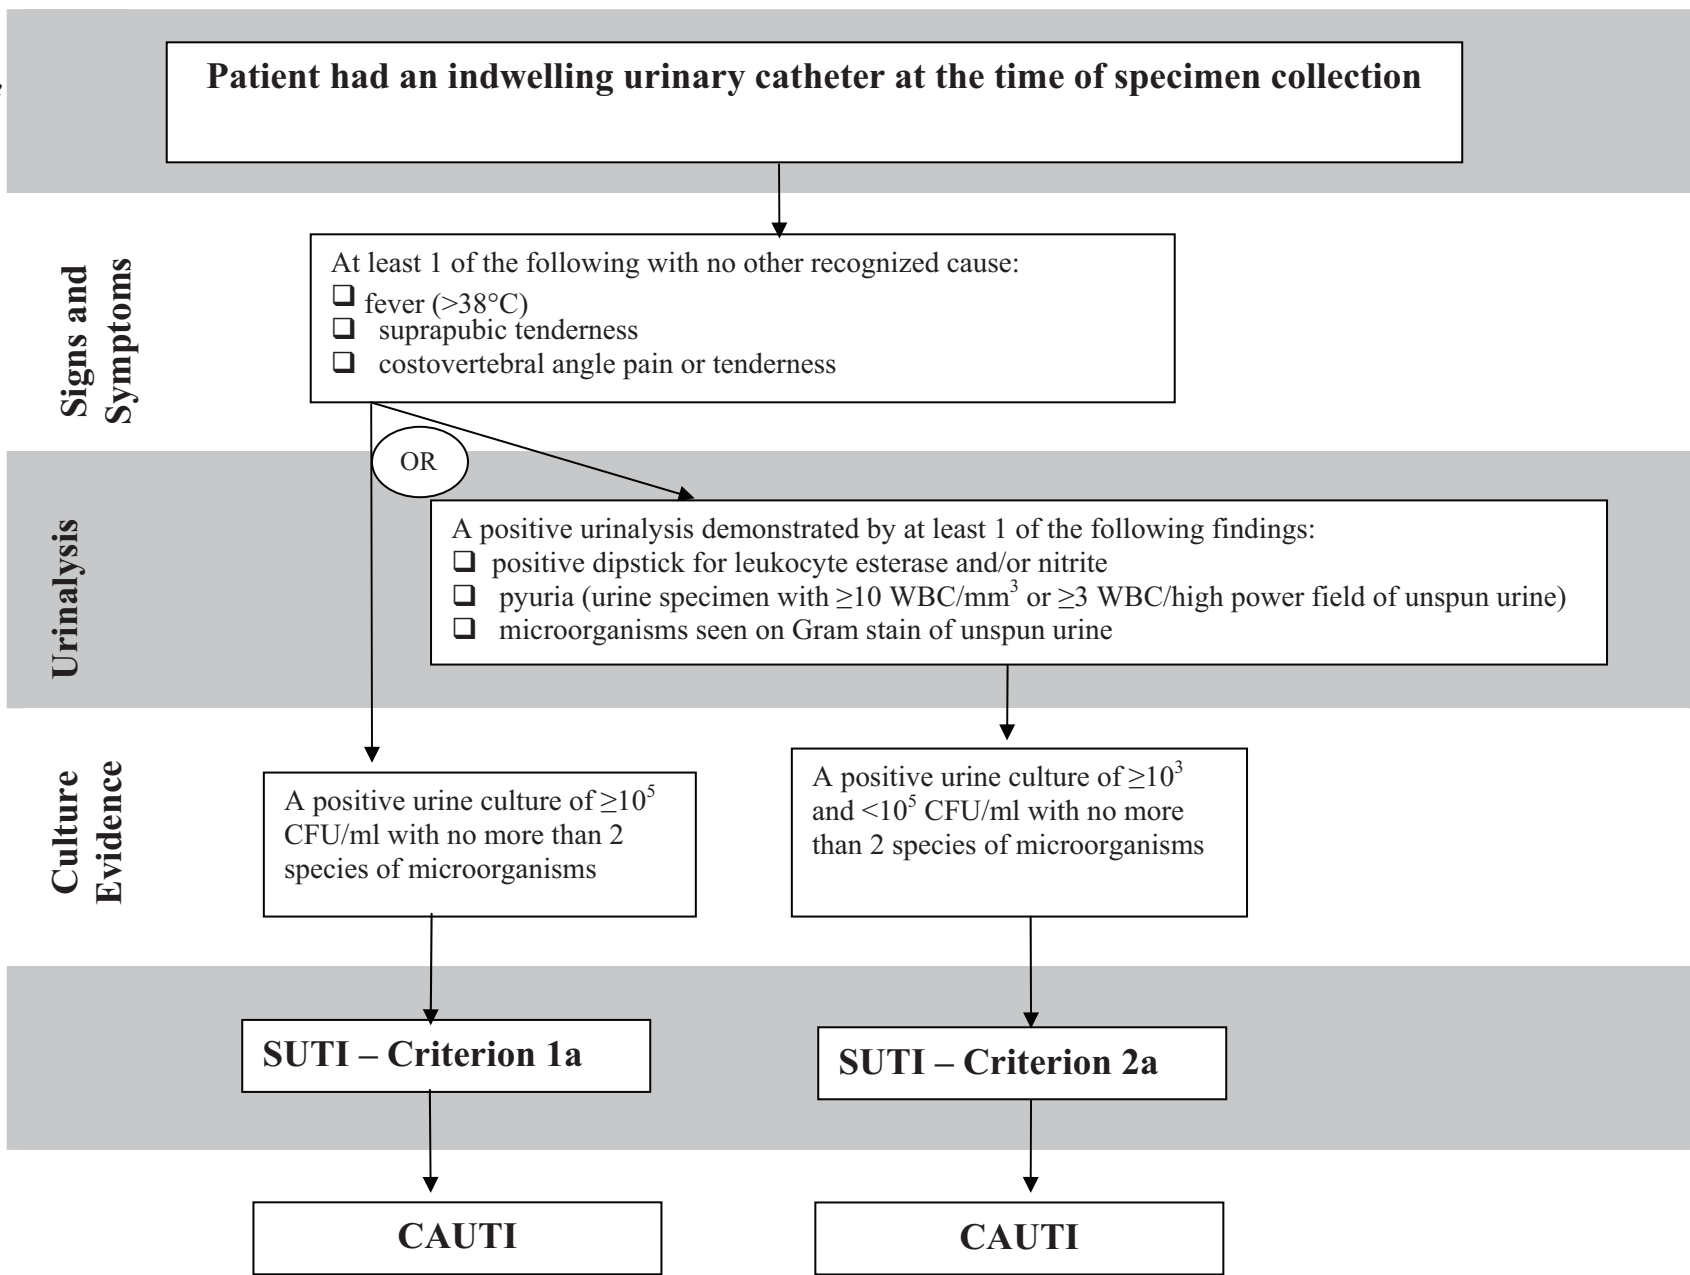 Patient had an indwelling urinary catheter at the time of specimen collection
Signs and
Symptoms
At least 1 of the following with no other recognized cause:
❑ fever (>38°C)
❑ suprapubic tenderness
❑ costovertebral angle pain or tenderness
OR
Urinalysis
A positive urinalysis demonstrated by at least 1 of the following findings:
❑ positive dipstick for leukocyte esterase and/or nitrite
❑ pyuria (urine specimen with ≥10 WBC/mm³ or ≥3 WBC/high power field of unspun urine)
❑ microorganisms seen on Gram stain of unspun urine
Culture
Evidence
A positive urine culture of ≥10⁵
CFU/ml with no more than 2
species of microorganisms
A positive urine culture of ≥10³
and <10⁵ CFU/ml with no more
than 2 species of microorganisms
SUTI – Criterion 1a
SUTI – Criterion 2a
CAUTI
CAUTI